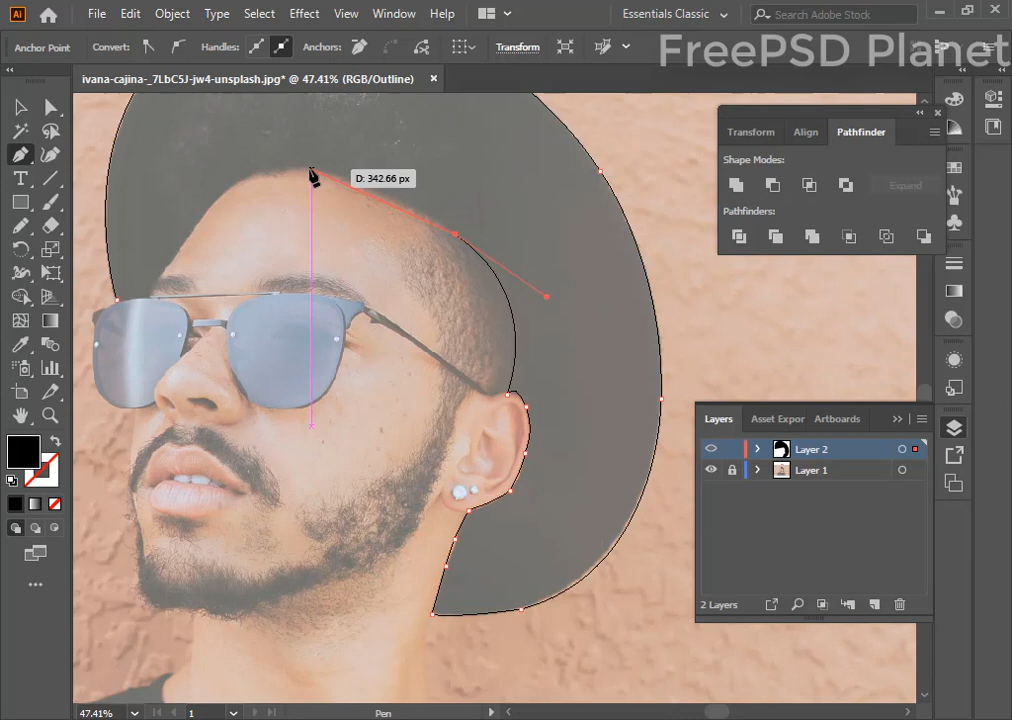 Ai File Edit Object Type Select Effect View Window Help Essentials Classic Search Adobe Stock
Anchor Point Convert: Handles: Anchors: Transform
FreePSD Planet
ivana-cajina-_7LbC5J-jw4-unsplash.jpg* @ 47.41% (RGB/Outline) ×
Transform Align Pathfinder
Shape Modes:
Expand
Pathfinders:
D: 342.66 px
Layers Asset Expor Artboards
Layer 2
Layer 1
2 Layers
47.41% 1 Pen